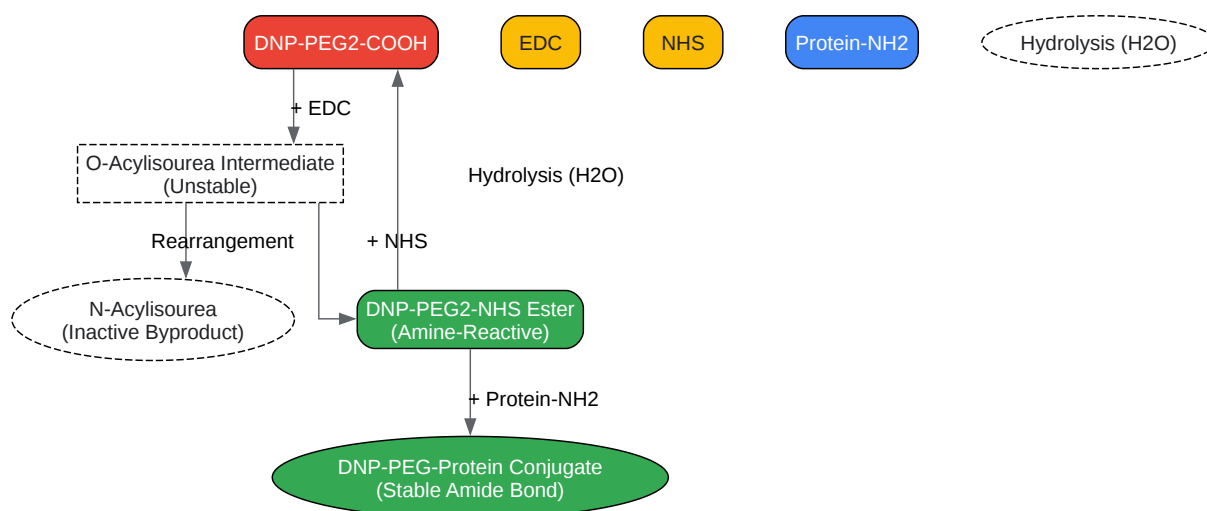 DNP-PEG2-COOH
EDC
NHS
Protein-NH2
Hydrolysis (H2O)
+ EDC
O-Acylisourea Intermediate
(Unstable)
Hydrolysis (H2O)
Rearrangement
+ NHS
N-Acylisourea
(Inactive Byproduct)
DNP-PEG2-NHS Ester
(Amine-Reactive)
+ Protein-NH2
DNP-PEG-Protein Conjugate
(Stable Amide Bond)